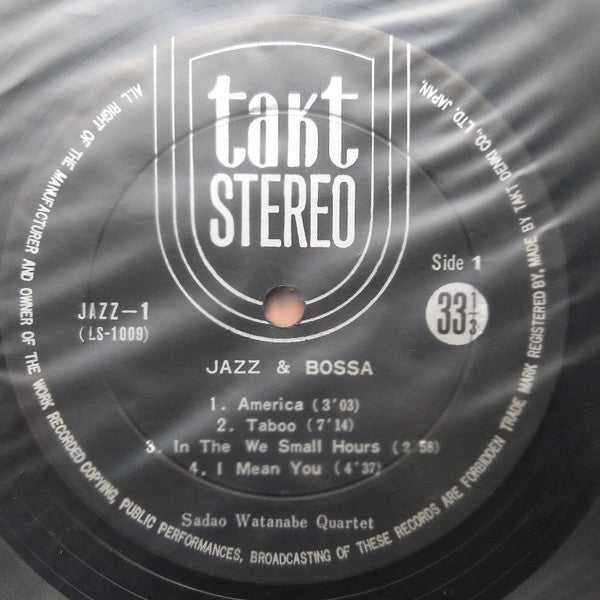 takt
STEREO
Side 1
JAZZ-1
(LS-1009)
33 1/3
JAZZ & BOSSA
1. America (3'03)
2. Taboo (7'14)
3. In The We Small Hours (2'58)
4. I Mean You (4'37)
Sadao Watanabe Quartet
ALL RIGHT OF THE MANUFACTURER AND OWNER OF THE WORK RECORDED COPYING, PUBLIC PERFORMANCES, BROADCASTING OF THESE RECORDS ARE FORBIDDEN TRADE MARK REGISTERED BY, MADE BY TAKT DENKI CO., LTD, JAPAN.